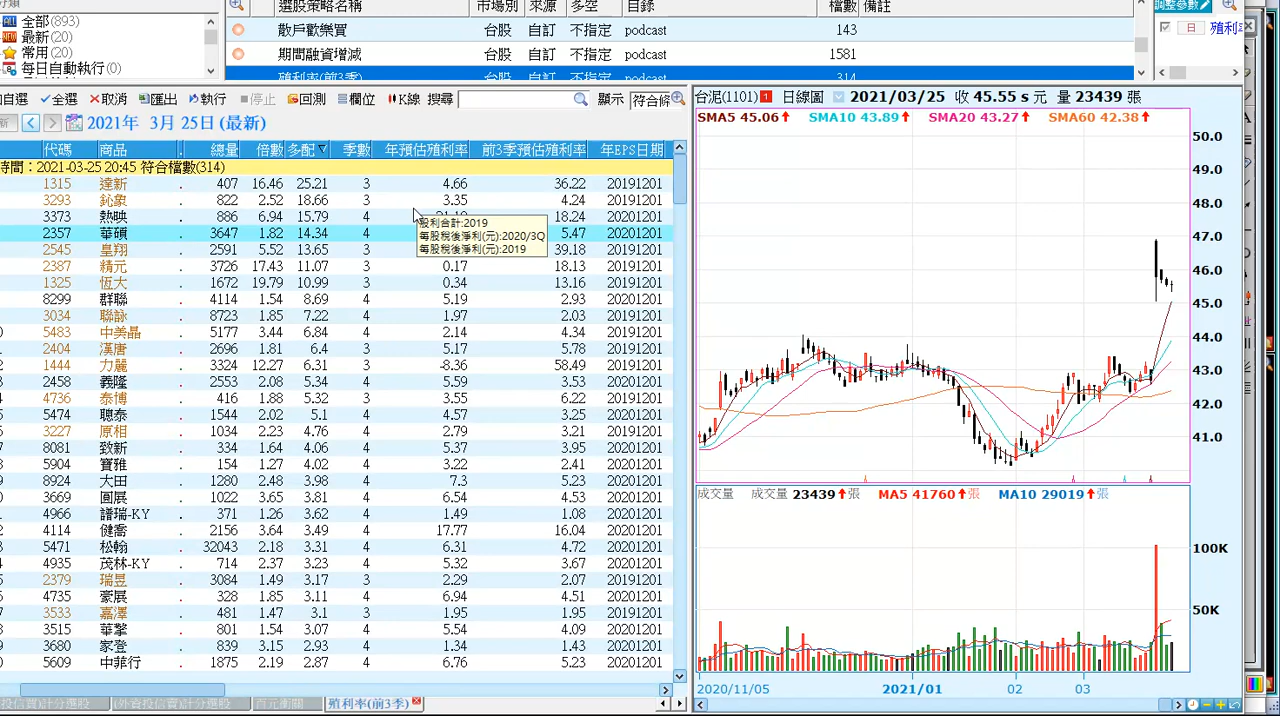 分類
全部(893)
最新(20)
常用(20)
每日自動執行(0)
選股策略名稱 市場別 來源 多空 目錄 檔數 備註
散戶歡樂買 台股 自訂 不指定 podcast 143
期間融資增減 台股 自訂 不指定 podcast 1581
殖利率(前3季) 台股 自訂 不指定 podcast 314
調整參數
日 殖利率
自選 全選 取消 匯出 執行 停止 回測 欄位 K線 搜尋 顯示 符合條
新 2021年 3月 25日(最新)
代碼 商品 . 總量 倍數 多配▽ 季數 年預估殖利率 前3季預估殖利率 年EPS日期
時間：2021-03-25 20:45 符合檔數(314)
1315 達新 . 407 16.46 25.21 3 4.66 36.22 20191201
3293 鈊象 . 822 2.52 18.66 3 3.35 4.24 20191201
3373 熱映 . 886 6.94 15.79 4 18.24 20201201
2357 華碩 . 3647 1.82 14.34 4 5.47 20201201
2545 皇翔 . 2591 5.52 13.65 3 39.18 20191201
2387 精元 . 3726 17.43 11.07 3 0.17 18.13 20191201
1325 恆大 . 1672 19.79 10.99 3 0.34 13.16 20191201
8299 群聯 . 4114 1.54 8.69 4 5.19 2.93 20201201
3034 聯詠 . 8723 1.85 7.22 4 1.97 2.03 20201201
5483 中美晶 . 5177 3.44 6.84 4 2.14 4.34 20191201
2404 漢唐 . 2696 1.81 6.4 3 5.17 5.78 20191201
1444 力麗 . 3324 12.27 6.31 3 -8.36 58.49 20191201
2458 義隆 . 2553 2.08 5.34 4 5.59 3.53 20201201
4736 泰博 . 416 1.88 5.32 3 3.55 6.22 20191201
5474 聰泰 . 1544 2.02 5.1 4 4.57 3.25 20201201
3227 原相 . 1034 2.23 4.76 4 2.79 3.21 20201201
8081 致新 . 334 1.64 4.06 4 5.37 3.95 20201201
5904 寶雅 . 154 1.27 4.02 4 3.22 2.41 20201201
8924 大田 . 1280 2.48 3.98 4 7.3 5.23 20201201
3669 圓展 . 1022 3.65 3.81 4 6.54 4.53 20201201
4966 譜瑞-KY . 371 1.26 3.62 4 1.49 1.08 20201201
4114 健喬 . 2156 3.64 3.49 4 17.77 16.04 20201201
5471 松翰 . 32043 2.18 3.31 4 6.31 4.72 20201201
4935 茂林-KY . 714 2.37 3.23 4 5.32 3.67 20201201
2379 瑞昱 . 3084 1.49 3.17 4 2.29 2.07 20191201
4735 豪展 . 328 1.85 3.11 4 6.94 4.51 20201201
3533 嘉澤 . 481 1.47 3.1 4 1.95 1.95 20191201
3515 華擎 . 801 1.54 3.07 4 5.54 4.09 20201201
3680 家登 . 839 3.15 2.93 4 1.34 1.43 20201201
5609 中菲行 . 1875 2.19 2.87 4 6.76 5.23 20201201
股利合計:2019
每股稅後淨利(元):2020/3Q
每股稅後淨利(元):2019
殖利率(前3季)
台泥(1101) 1 日線圖 2021/03/25 收 45.55 s 元 量 23439 張
SMA5 45.06 SMA10 43.89 SMA20 43.27 SMA60 42.38
50.0
49.0
48.0
47.0
46.0
45.0
44.0
43.0
42.0
41.0
成交量 成交量 23439 張 MA5 41760 張 MA10 29019 張
100K
50K
2020/11/05 2021/01 02 03